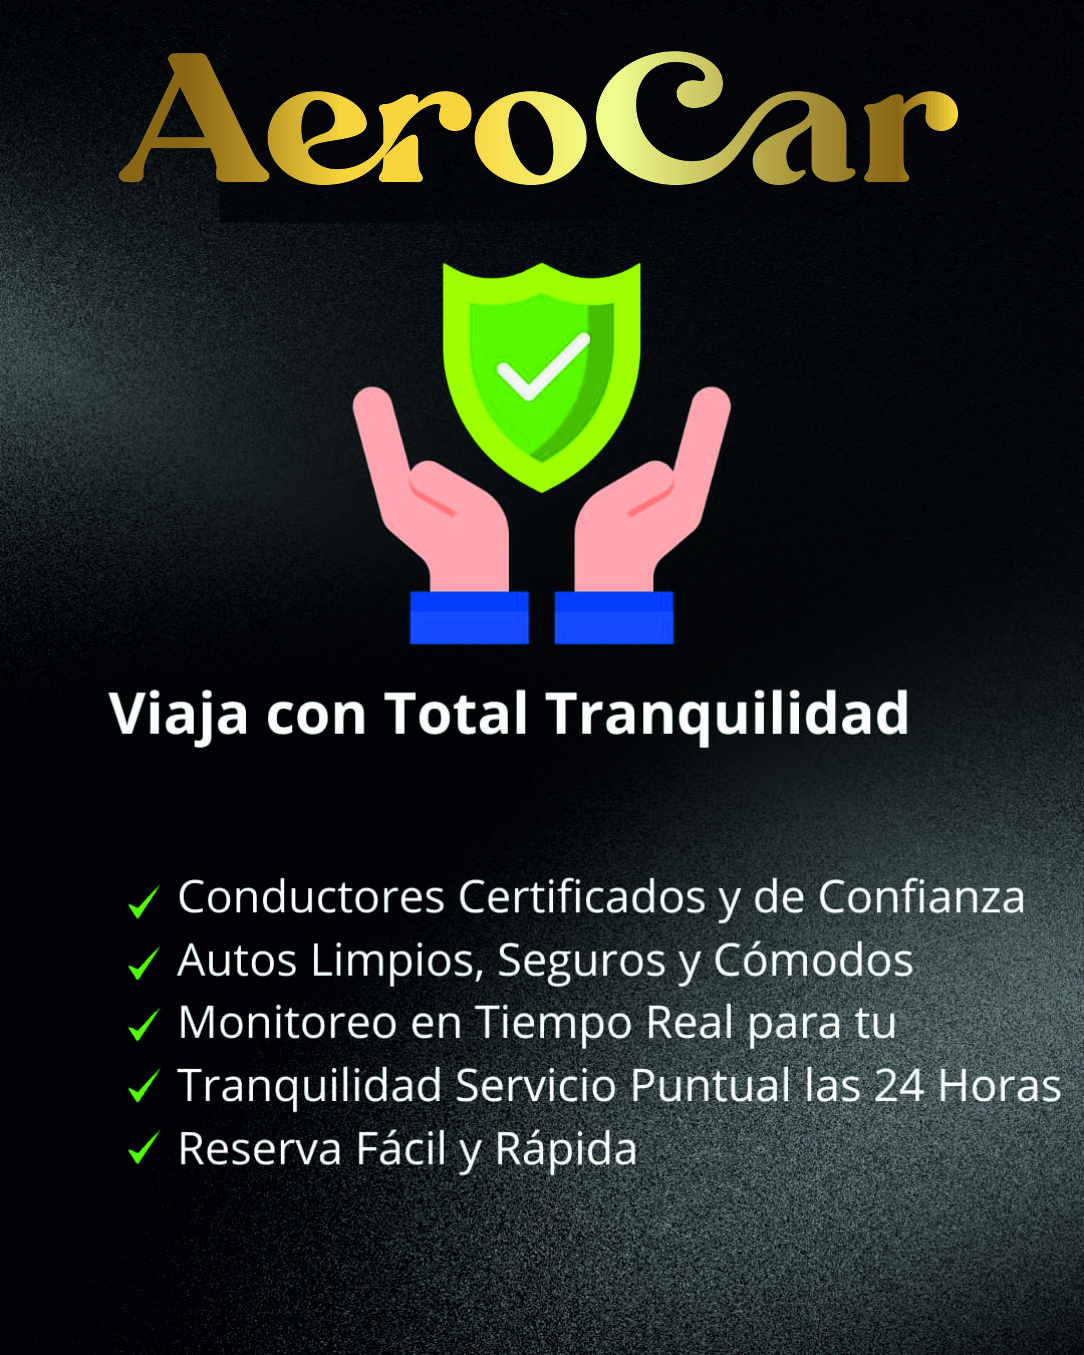 AeroCar
Viaja con Total Tranquilidad
Conductores Certificados y de Confianza
Autos Limpios, Seguros y Cómodos
Monitoreo en Tiempo Real para tu
Tranquilidad Servicio Puntual las 24 Horas
Reserva Fácil y Rápida